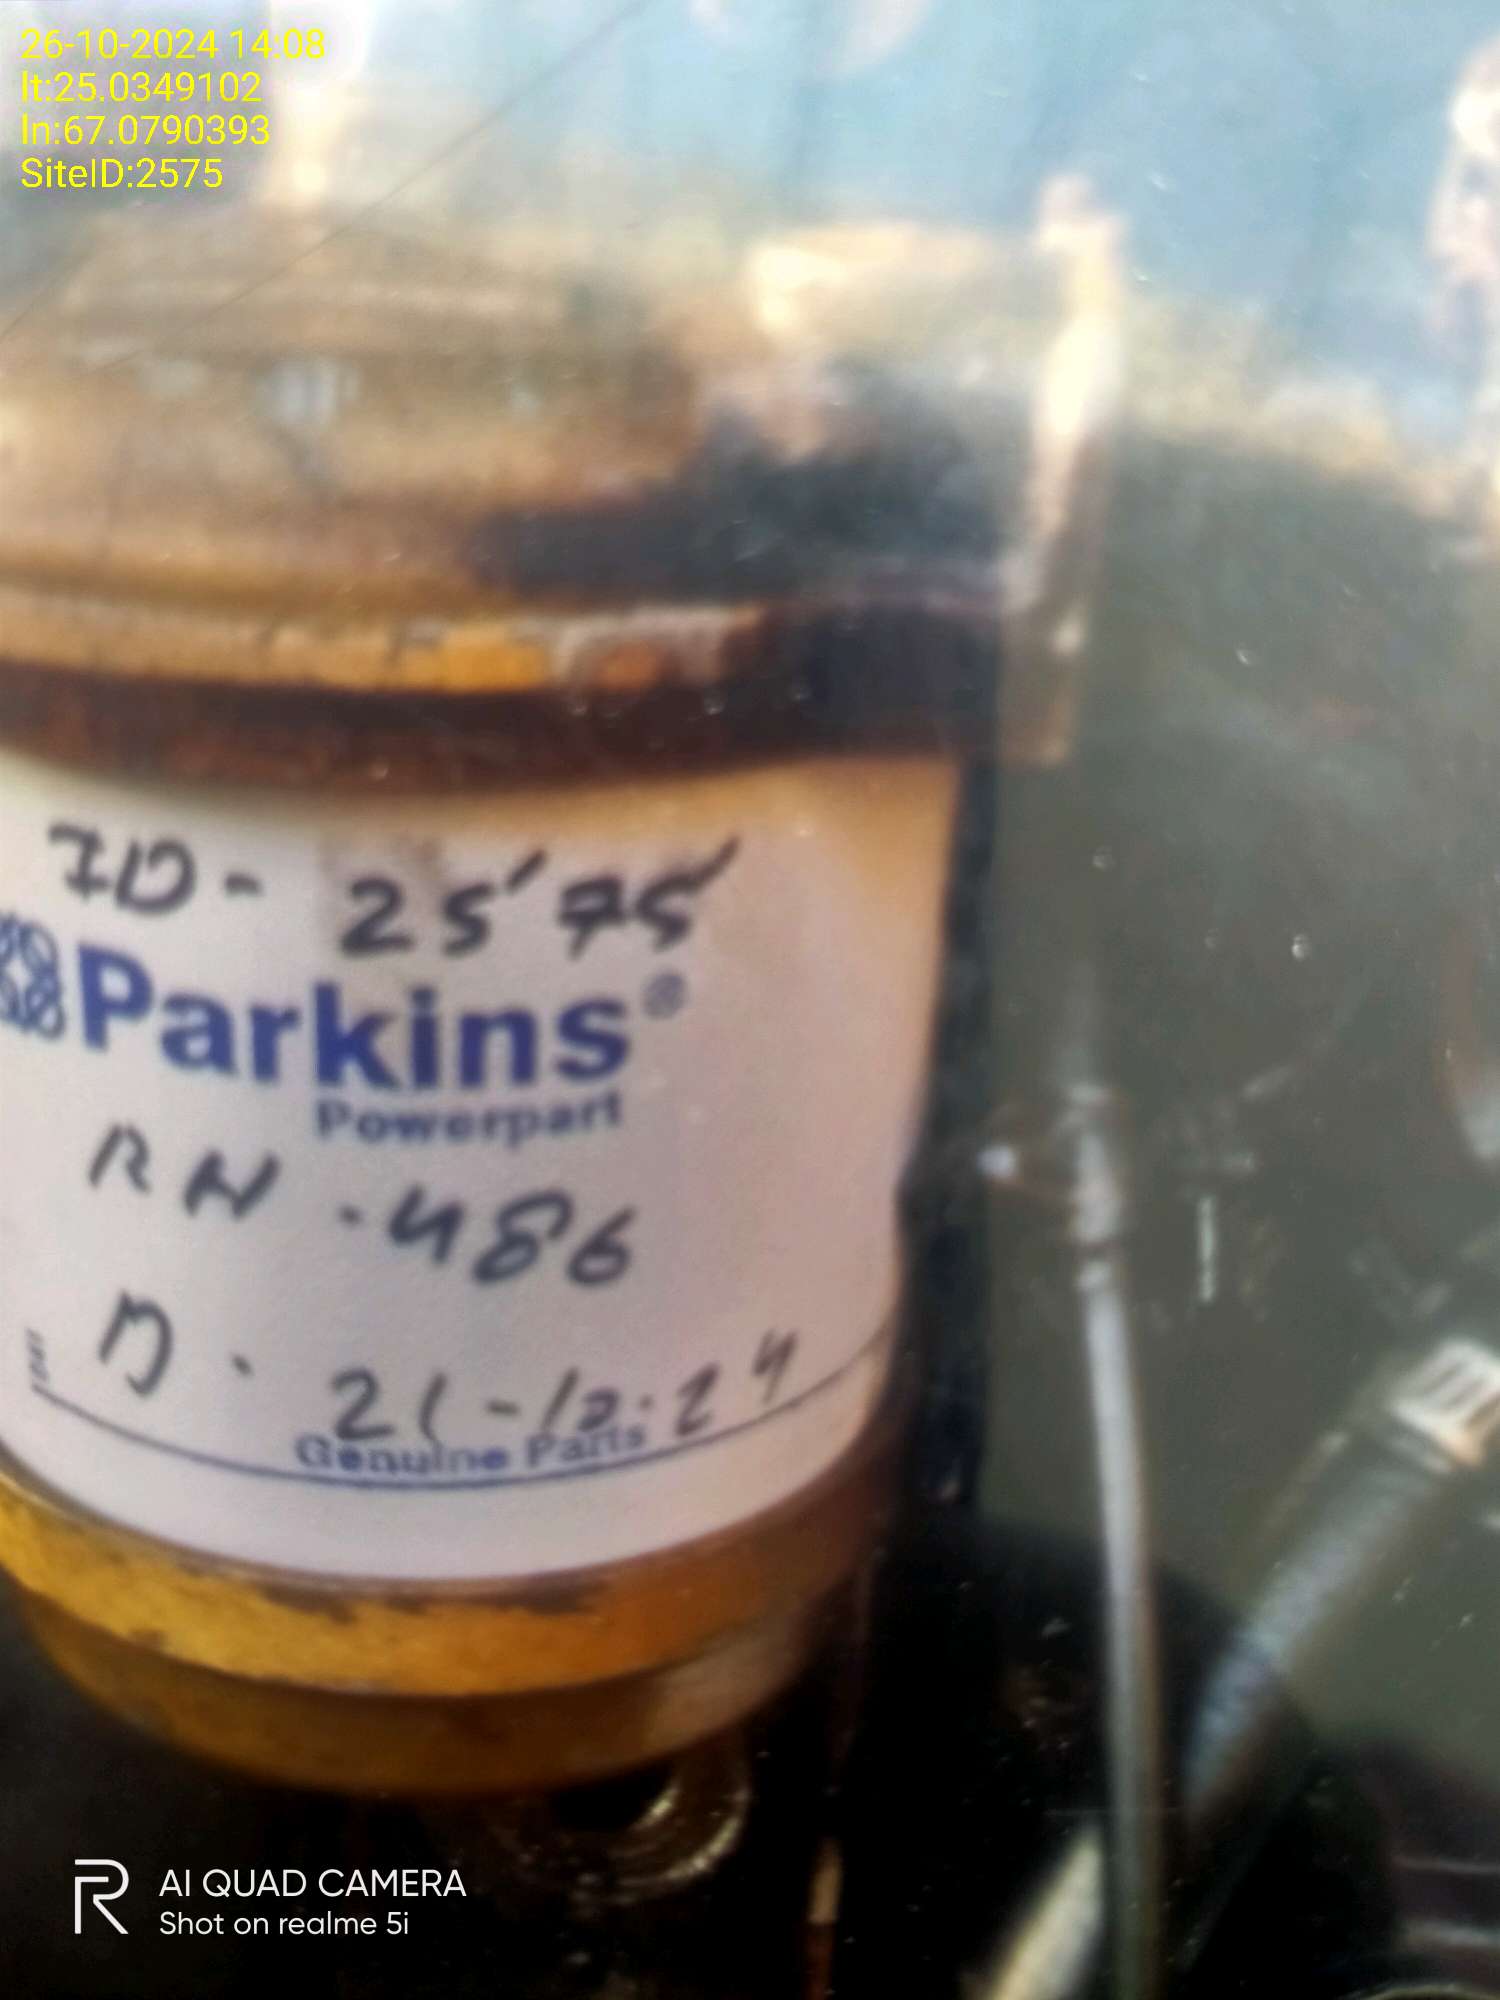 26-10-2024 14:08
lt:25.0349102
ln:67.0790393
SiteID:2575
ID - 2575
Parkins®
Powerpart
RH - 486
D - 21-10-24
Genuine Parts
AI QUAD CAMERA
Shot on realme 5i